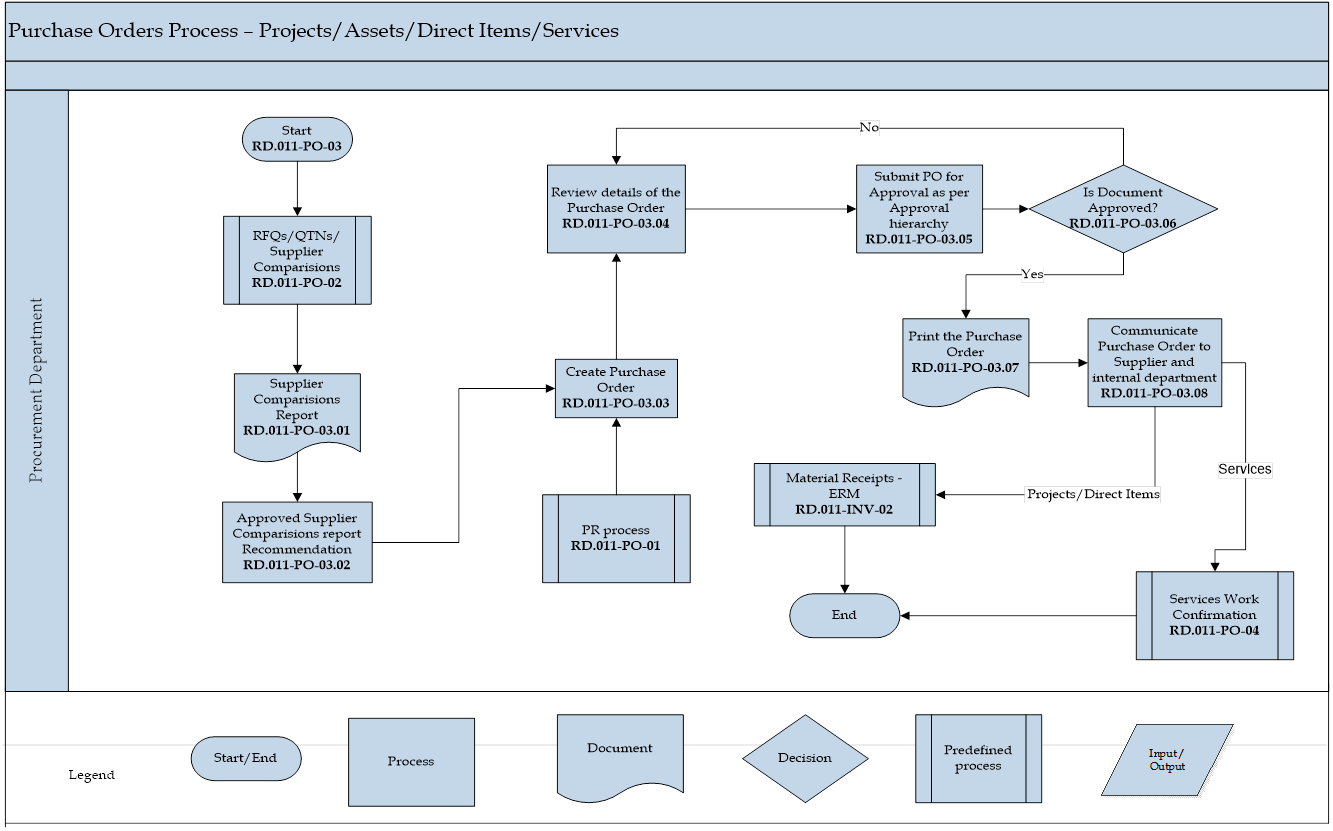 Purchase Orders Process – Projects/Assets/Direct Items/Services
Procurement Department
Start
RD.011-PO-03
RFQs/QTNs/
Supplier
Comparisions
RD.011-PO-02
Supplier
Comparisions
Report
RD.011-PO-03.01
Approved Supplier
Comparisions report
Recommendation
RD.011-PO-03.02
PR process
RD.011-PO-01
Create Purchase
Order
RD.011-PO-03.03
Review details of the
Purchase Order
RD.011-PO-03.04
Submit PO for
Approval as per
Approval
hierarchy
RD.011-PO-03.05
Is Document
Approved?
RD.011-PO-03.06
No
Yes
Print the Purchase
Order
RD.011-PO-03.07
Communicate
Purchase Order to
Supplier and
internal department
RD.011-PO-03.08
Services
Projects/Direct Items
Material Receipts -
ERM
RD.011-INV-02
Services Work
Confirmation
RD.011-PO-04
End
Legend
Start/End
Process
Document
Decision
Predefined
process
Input/
Output